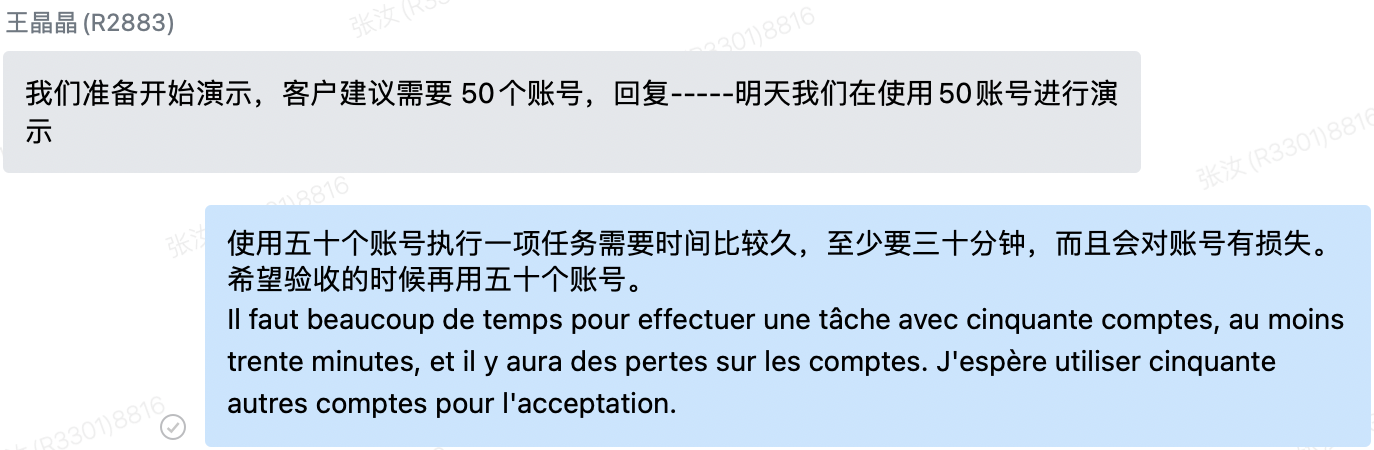 王晶晶 (R2883)
我们准备开始演示，客户建议需要 50个账号，回复-----明天我们在使用50账号进行演
示
使用五十个账号执行一项任务需要时间比较久，至少要三十分钟，而且会对账号有损失。
希望验收的时候再用五十个账号。
Il faut beaucoup de temps pour effectuer une tâche avec cinquante comptes, au moins
trente minutes, et il y aura des pertes sur les comptes. J'espère utiliser cinquante
autres comptes pour l'acceptation.
张汝 (R33
R3301)8816
张汝 (R3301)8816
张汝
01)8816
(R3301)8816